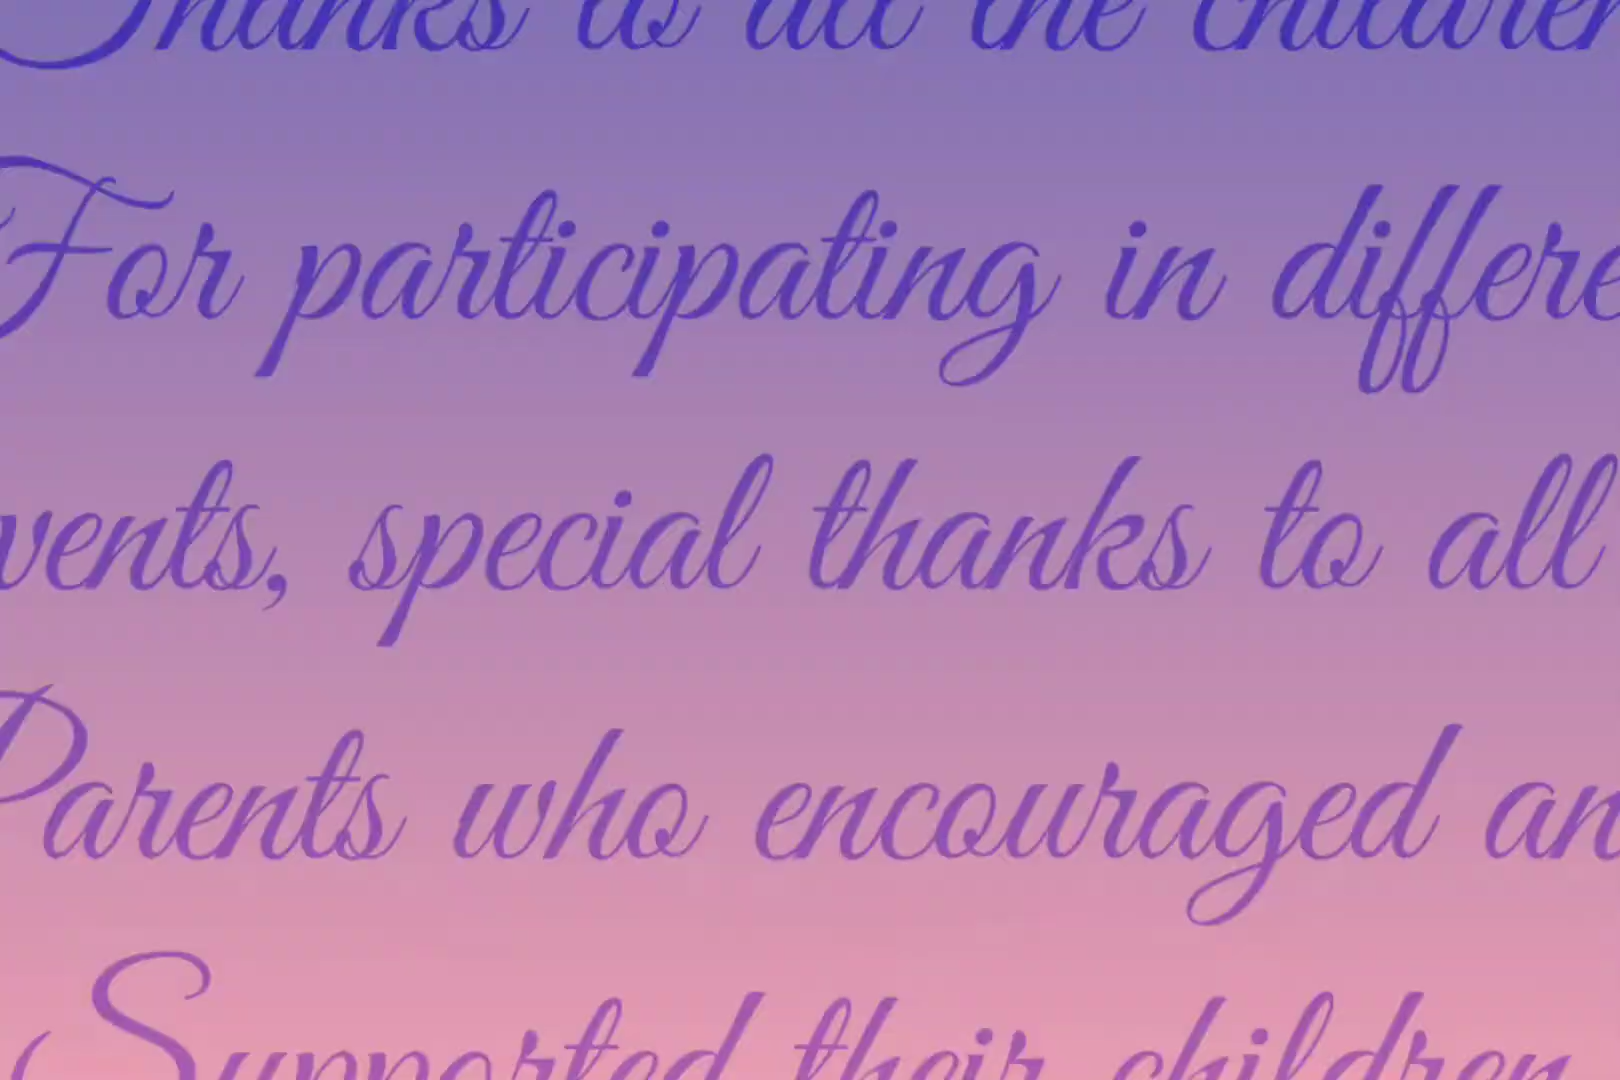 Thanks to all the children
For participating in differe
vents, special thanks to all
Parents who encouraged an
Supported their children